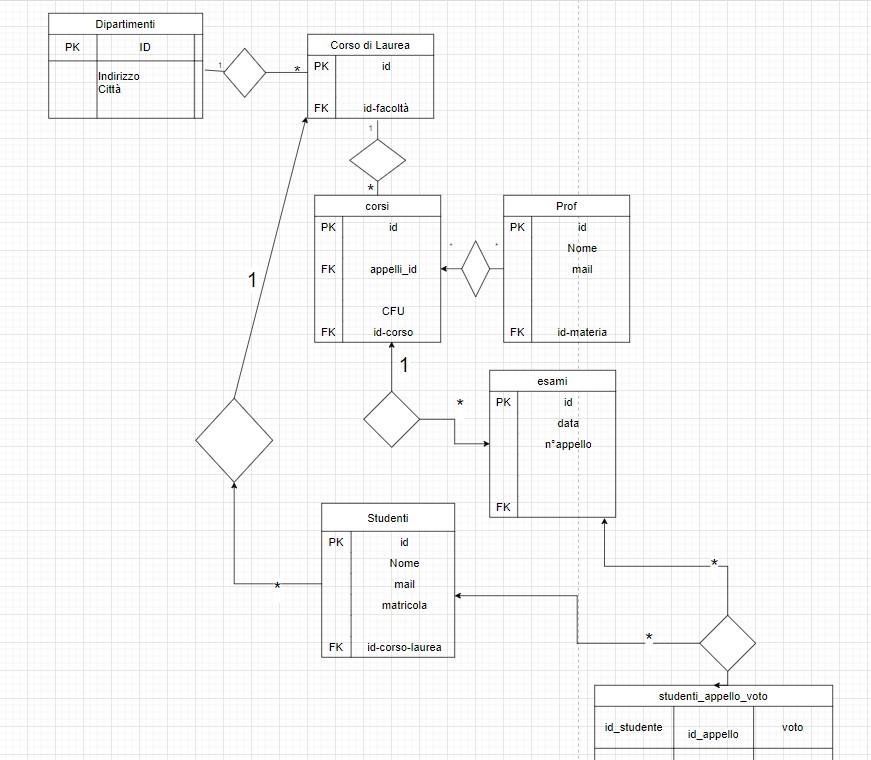 Dipartimenti
PK ID
Indirizzo
Città
1
*
Corso di Laurea
PK id
FK id-facoltà
1
*
corsi
PK id
FK appelli_id
CFU
FK id-corso
*
*
Prof
PK id
Nome
mail
FK id-materia
1
1
*
esami
PK id
data
n°appello
FK
Studenti
PK id
Nome
mail
matricola
FK id-corso-laurea
*
*
*
studenti_appello_voto
id_studente id_appello voto